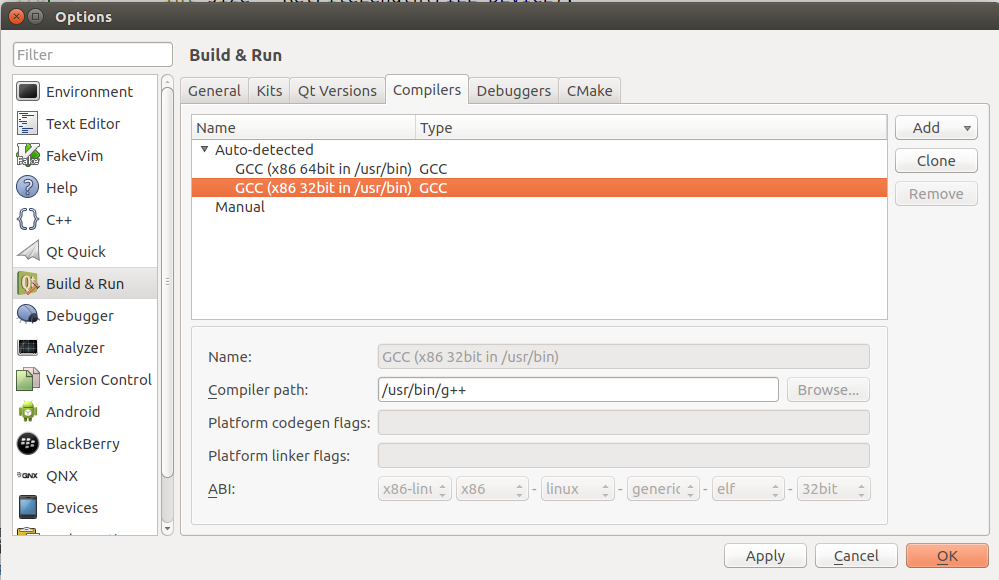 Options
Filter
Build & Run
Environment
Text Editor
FakeVim
Help
C++
Qt Quick
Build & Run
Debugger
Analyzer
Version Control
Android
BlackBerry
QNX
Devices
General Kits Qt Versions Compilers Debuggers CMake
Name Type
Auto-detected
GCC (x86 64bit in /usr/bin) GCC
GCC (x86 32bit in /usr/bin) GCC
Manual
Add
Clone
Remove
Name: GCC (x86 32bit in /usr/bin)
Compiler path: /usr/bin/g++ Browse...
Platform codegen flags:
Platform linker flags:
ABI: x86-linu x86 - linux - generic - elf - 32bit
Apply Cancel OK